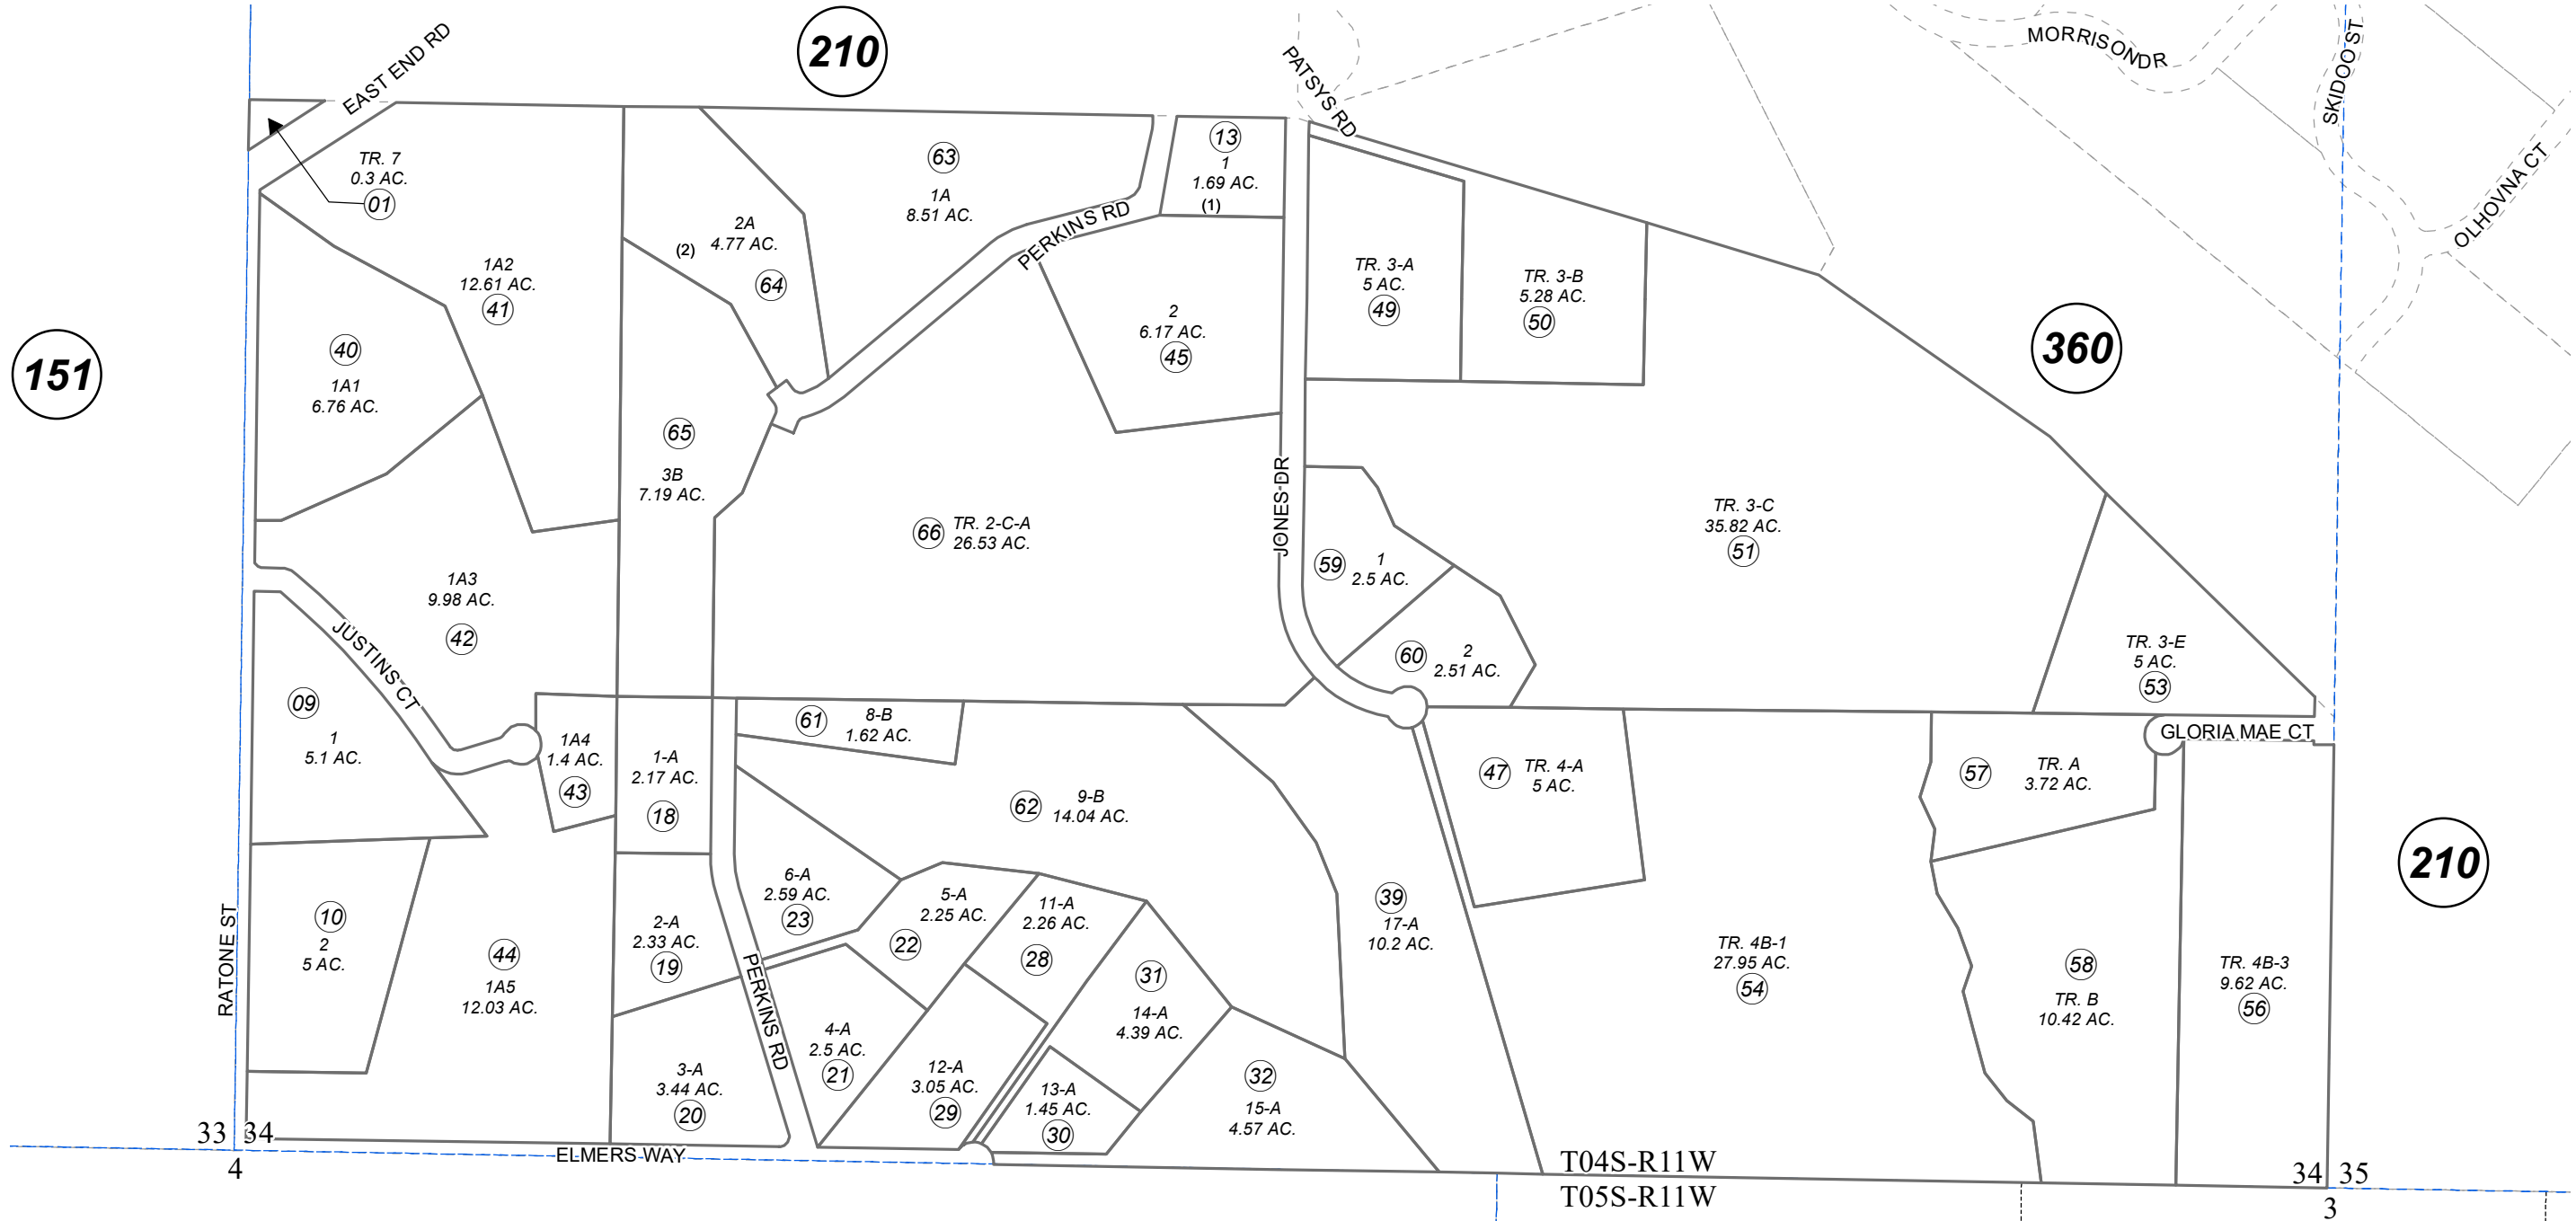 210
EAST END RD
PATSYS RD
MORRISON DR
SKIDOO ST
OLHOVNA CT
TR. 7
0.3 AC.
01
63
1A
8.51 AC.
13
1
1.69 AC.
(1)
2A
4.77 AC.
(2)
64
PERKINS RD
1A2
12.61 AC.
41
2
6.17 AC.
45
TR. 3-A
5 AC.
49
TR. 3-B
5.28 AC.
50
360
151
40
1A1
6.76 AC.
65
3B
7.19 AC.
66
TR. 2-C-A
26.53 AC.
JONES DR
TR. 3-C
35.82 AC.
51
59
1
2.5 AC.
1A3
9.98 AC.
42
JUSTINS CT
60
2
2.51 AC.
TR. 3-E
5 AC.
53
09
1
5.1 AC.
61
8-B
1.62 AC.
GLORIA MAE CT
1A4
1.4 AC.
43
1-A
2.17 AC.
18
62
9-B
14.04 AC.
47
TR. 4-A
5 AC.
57
TR. A
3.72 AC.
210
6-A
2.59 AC.
23
5-A
2.25 AC.
22
11-A
2.26 AC.
28
39
17-A
10.2 AC.
10
2
5 AC.
RATONE ST
44
1A5
12.03 AC.
2-A
2.33 AC.
19
PERKINS RD
31
14-A
4.39 AC.
TR. 4B-1
27.95 AC.
54
58
TR. B
10.42 AC.
TR. 4B-3
9.62 AC.
56
4-A
2.5 AC.
21
3-A
3.44 AC.
20
12-A
3.05 AC.
29
13-A
1.45 AC.
30
32
15-A
4.57 AC.
33 34
4
ELMERS WAY
T04S-R11W
T05S-R11W
34 35
3